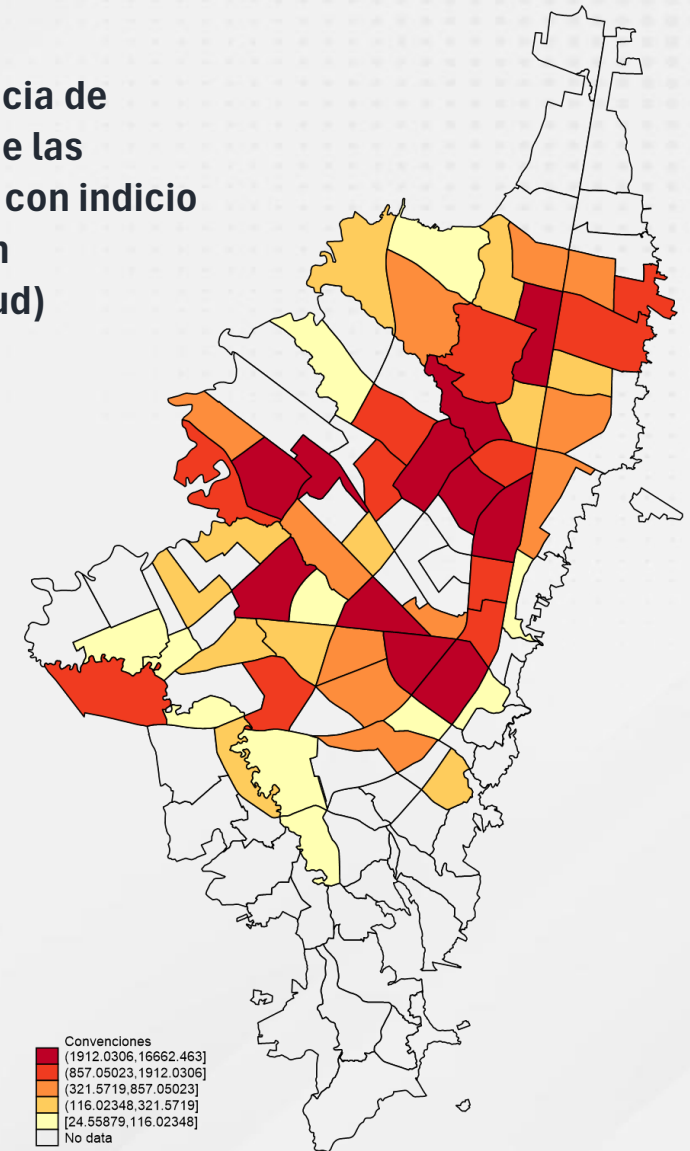 cia de
e las
con indicio
n
ud)
Convenciones
(1912.0306,16662.463]
(857.05023,1912.0306]
(321.5719,857.05023]
(116.02348,321.5719]
[24.55879,116.02348]
No data